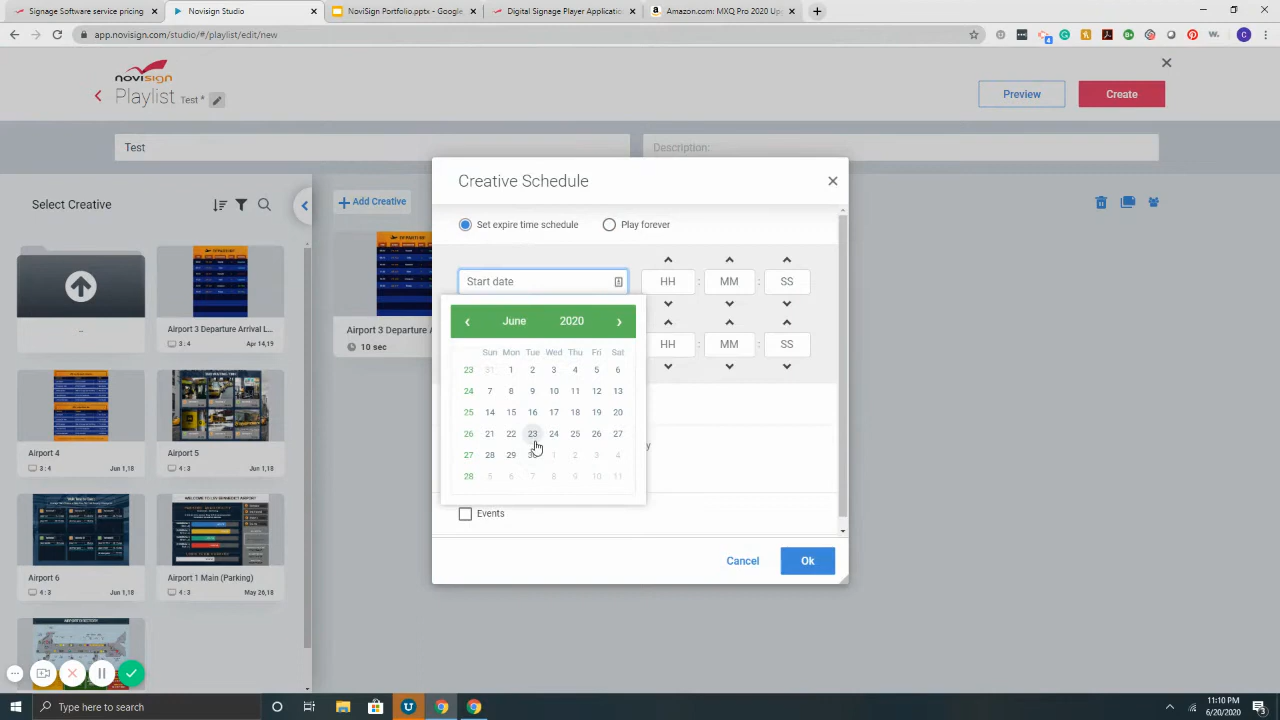 Signage Software service pricing
Novisign Studio
NoviSign Portfolio.pptx - Google
Digital Signage Player Application
Amazon.com: MXQ Pro 2020 Up
app.novisign.com/studio/#/playlist/edit/new
novisign
Playlist Test *
Preview
Create
Test
Description:
Creative Schedule
Select Creative
Add Creative
Set expire time schedule
Play forever
Start date
HH : MM : SS
June 2020
HH : MM : SS
Sun Mon Tue Wed Thu Fri Sat
23 31 1 2 3 4 5 6
24 10 11 12 13
25 14 15 16 17 18 19 20
26 21 22 23 24 25 26 27
27 28 29 30 1 2 3 4
28 5 6 7 8 9 10 11
Airport 3 Departure Arrival L...
3 : 4 Apr 14,19
Airport 3 Departure A
10 sec
Airport 4
3 : 4 Jun 1,18
Airport 5
4 : 3 Jun 1,18
Events
Cancel
Ok
Airport 6
4 : 3 Jun 1,18
Airport 1 Main (Parking)
4 : 3 May 26,18
Type here to search
11:10 PM
6/20/2020